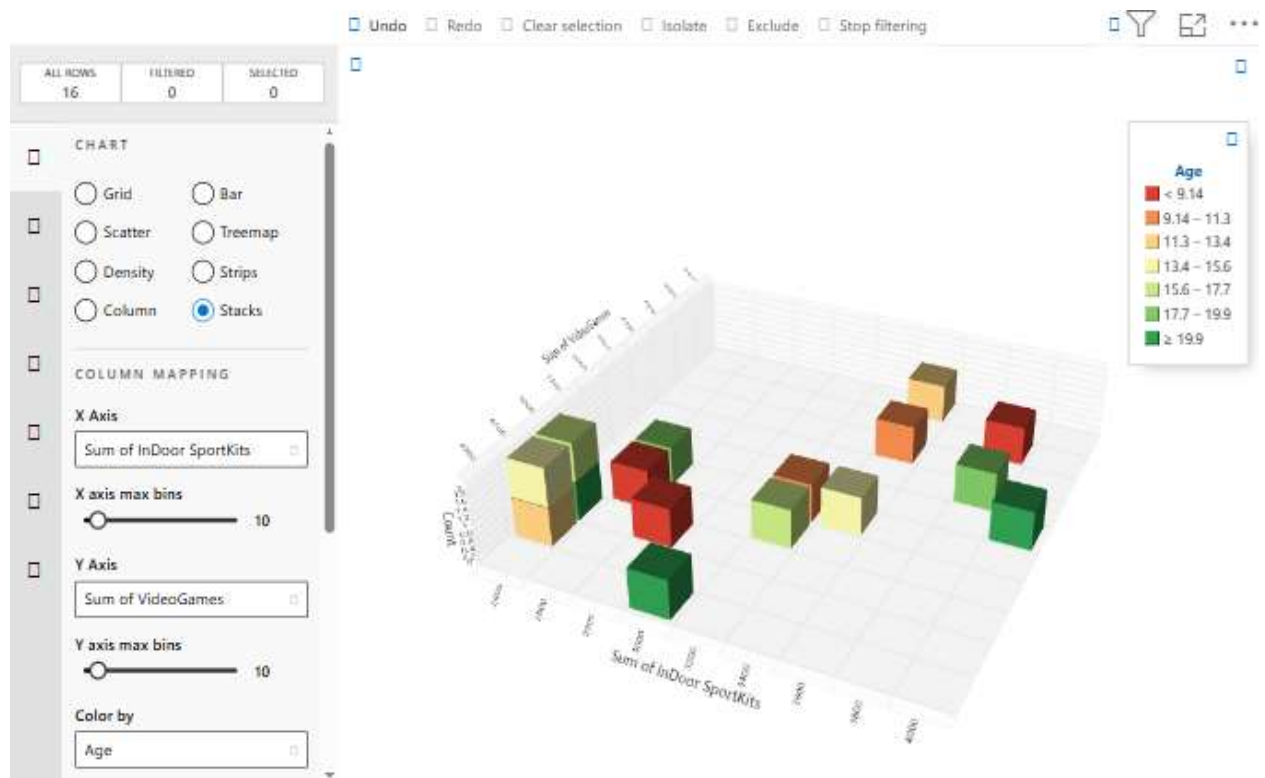 Undo Redo Clear selection Isolate Exclude Stop filtering
ALL ROWS FILTERED SELECTED
16 0 0
CHART
Grid Bar
Scatter Treemap
Density Strips
Column Stacks
COLUMN MAPPING
X Axis
Sum of InDoor SportKits
X axis max bins
10
Y Axis
Sum of VideoGames
Y axis max bins
10
Color by
Age
Age
< 9.14
9.14 – 11.3
11.3 – 13.4
13.4 – 15.6
15.6 – 17.7
17.7 – 19.9
≥ 19.9
Sum of VideoGames
Count
Sum of InDoor SportKits
4000